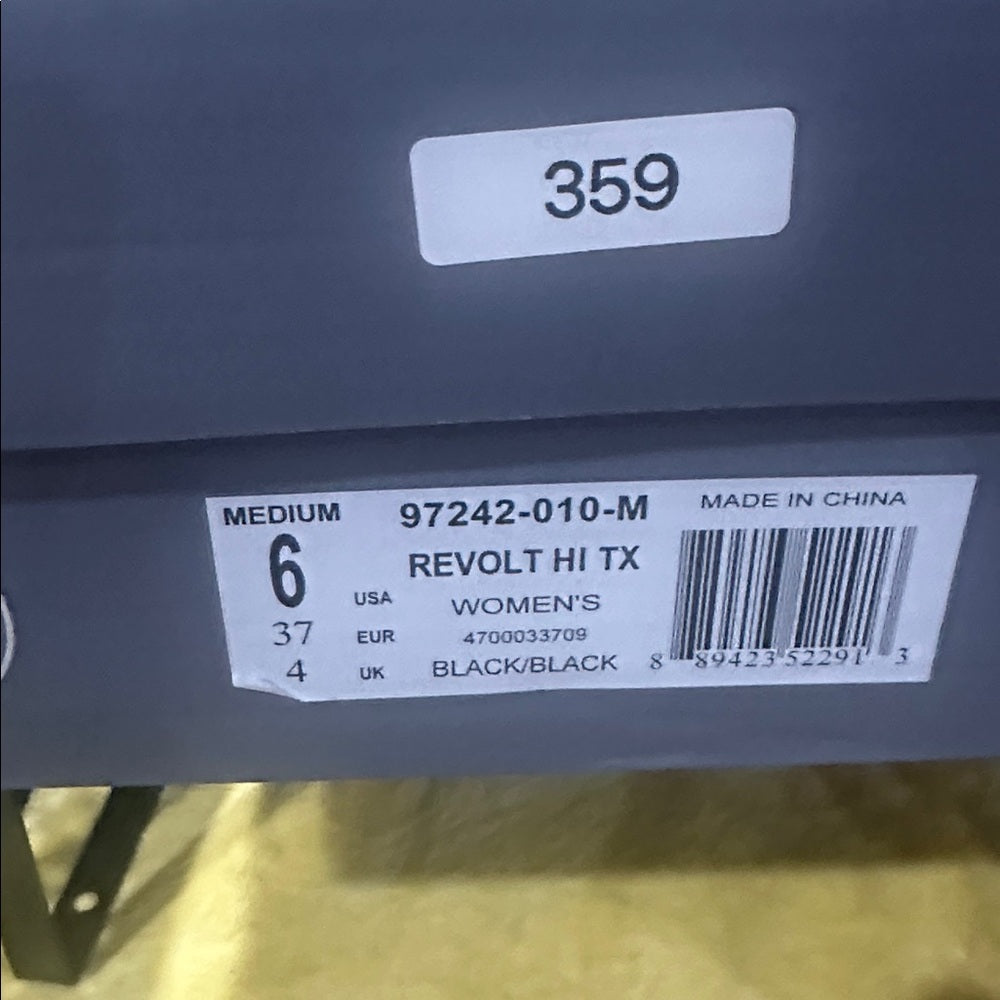 359
MEDIUM 97242-010-M MADE IN CHINA
6 USA REVOLT HI TX
WOMEN'S
37 EUR 4700033709
4 UK BLACK/BLACK 8 89423 52291 3